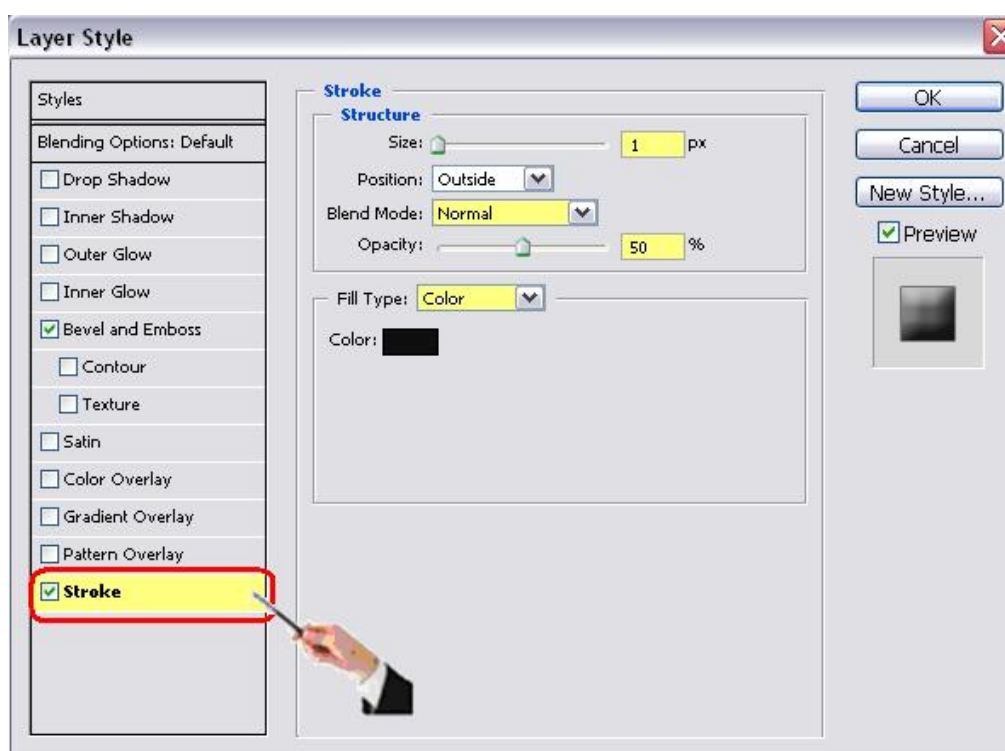 Layer Style
Styles
Blending Options: Default
Drop Shadow
Inner Shadow
Outer Glow
Inner Glow
Bevel and Emboss
Contour
Texture
Satin
Color Overlay
Gradient Overlay
Pattern Overlay
Stroke
Stroke
Structure
Size: 1 px
Position: Outside
Blend Mode: Normal
Opacity: 50 %
Fill Type: Color
Color:
OK
Cancel
New Style...
Preview